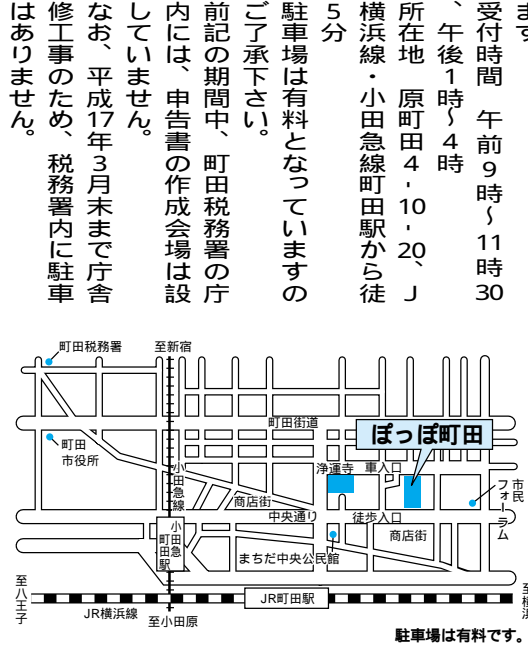 ます。
受付時間　午前9時～11時30
、午後1時～4時
所在地　原町田4-10-20、J
横浜線・小田急線町田駅から徒
5分
駐車場は有料となっていますの
ご了承下さい。
前記の期間中、町田税務署の庁
内には、申告書の作成会場は設
していません。
なお、平成17年3月末まで庁舎
修工事のため、税務署内に駐車
はありません。
町田税務署
至新宿
町田街道
ぽっぽ町田
町田
市役所
小田急線
浄運寺
車入口
市民
フォーラム
商店街
中央通り
徒歩入口
商店街
小田急
町田駅
まちだ中央公民館
至八王子
JR横浜線
至小田原
JR町田駅
至横浜
駐車場は有料です。